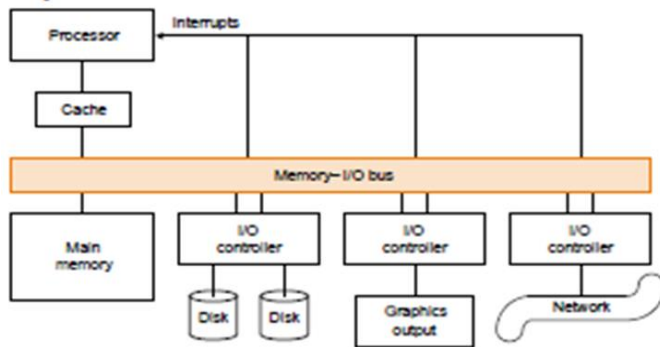 Processor
Interrupts
Cache
Memory–I/O bus
Main
memory
I/O
controller
I/O
controller
I/O
controller
Disk
Disk
Graphics
output
Network